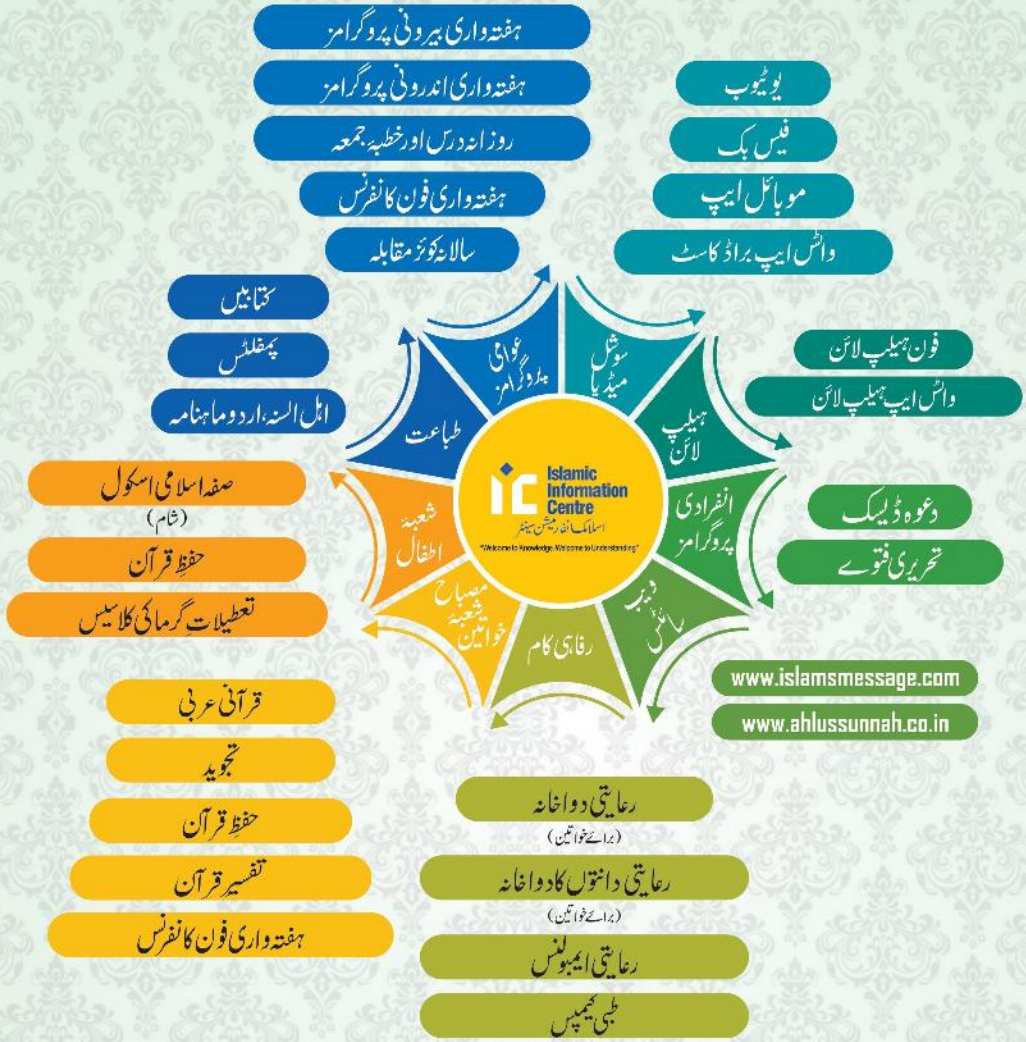 ہفتہ واری بیرونی پروگرامز
ہفتہ واری اندرونی پروگرامز
روزانہ درس اور خطبۂ جمعہ
ہفتہ واری فون کانفرنس
سالانہ کوئز مقابلہ
یوٹیوب
فیس بک
موبائل ایپ
واٹس ایپ براڈ کاسٹ
کتابیں
پمفلٹس
اہل السنہ، اردو ماہنامہ
فون ہیلپ لائن
واٹس ایپ ہیلپ لائن
عوامی
پروگرامز
سوشل
میڈیا
طباعت
ہیلپ
لائن
شعبۂ
اطفال
انفرادی
پروگرامز
مصباح
شعبۂ
خواتین
رفاہی کام
ویب
سائٹس
ic Islamic
Information
Centre
اسلامک انفارمیشن سینٹر
"Welcome to Knowledge. Welcome to Understanding"
صفہ اسلامی اسکول
(شام)
حفظِ قرآن
تعطیلاتِ گرما کی کلاسیس
دعوہ ڈیسک
تحریری فتوے
www.islamsmessage.com
www.ahlussunnah.co.in
قرآنی عربی
تجوید
حفظِ قرآن
تفسیرِ قرآن
ہفتہ واری فون کانفرنس
رعایتی دواخانہ
(برائے خواتین)
رعایتی دانتوں کا دواخانہ
(برائے خواتین)
رعایتی ایمبولنس
طبی کیمپس